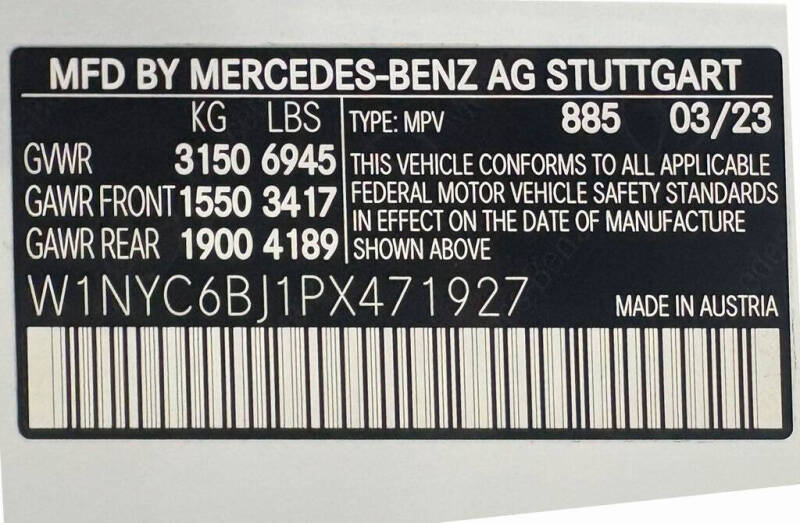 MFD BY MERCEDES-BENZ AG STUTTGART
KG LBS
GVWR 3150 6945
GAWR FRONT 1550 3417
GAWR REAR 1900 4189
TYPE: MPV 885 03/23
THIS VEHICLE CONFORMS TO ALL APPLICABLE
FEDERAL MOTOR VEHICLE SAFETY STANDARDS
IN EFFECT ON THE DATE OF MANUFACTURE
SHOWN ABOVE
W1NYC6BJ1PX471927
MADE IN AUSTRIA